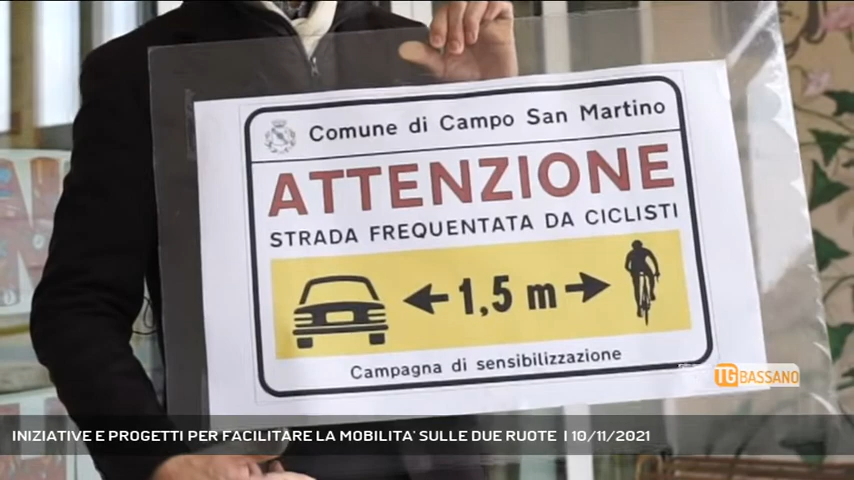 Comune di Campo San Martino
ATTENZIONE
STRADA FREQUENTATA DA CICLISTI
1,5 m
Campagna di sensibilizzazione
TG BASSANO
INIZIATIVE E PROGETTI PER FACILITARE LA MOBILITA' SULLE DUE RUOTE | 10/11/2021